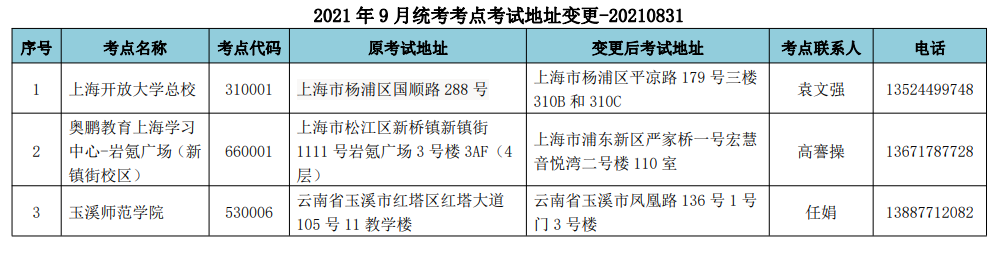 2021 年 9 月统考考点考试地址变更-20210831
序号 考点名称 考点代码 原考试地址 变更后考试地址 考点联系人 电话
1 上海开放大学总校 310001 上海市杨浦区国顺路 288 号 上海市杨浦区平凉路 179 号三楼
310B 和 310C 袁文强 13524499748
2 奥鹏教育上海学习
中心-岩氪广场（新
镇街校区） 660001 上海市松江区新桥镇新镇街
1111 号岩氪广场 3 号楼 3AF（4
层） 上海市浦东新区严家桥一号宏慧
音悦湾二号楼 110 室 高謇操 13671787728
3 玉溪师范学院 530006 云南省玉溪市红塔区红塔大道
105 号 11 教学楼 云南省玉溪市凤凰路 136 号 1 号
门 3 号楼 任娟 13887712082